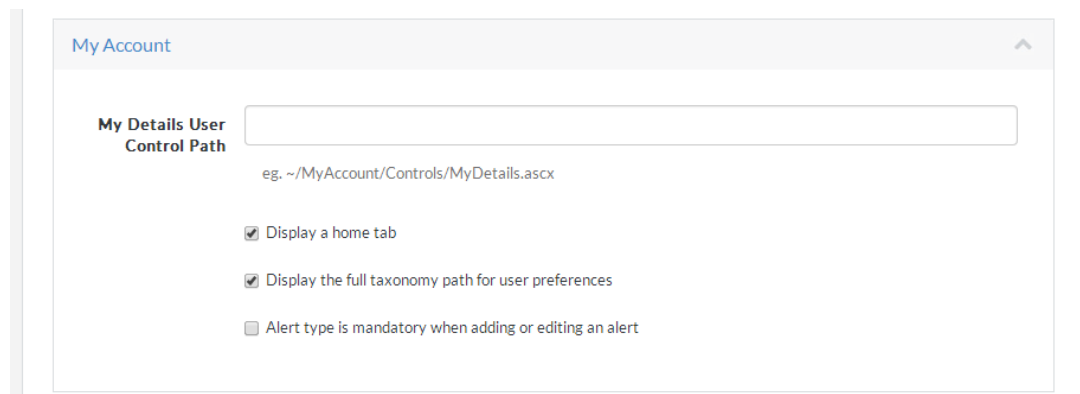 My Account
My Details User
Control Path
eg. ~/MyAccount/Controls/MyDetails.ascx
Display a home tab
Display the full taxonomy path for user preferences
Alert type is mandatory when adding or editing an alert